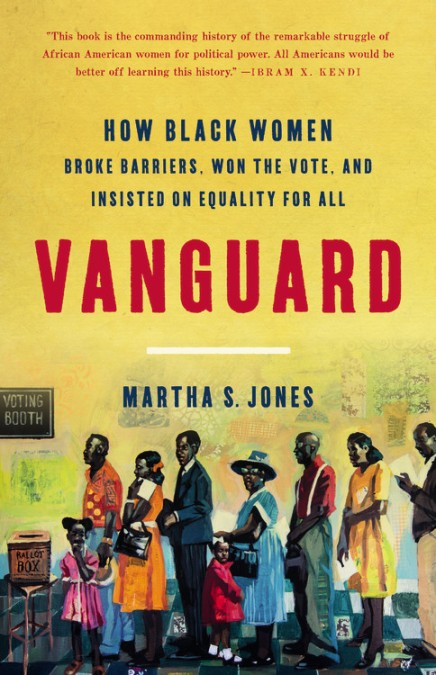 "This book is the commanding history of the remarkable struggle of
African American women for political power. All Americans would be
better off learning this history." —IBRAM X. KENDI
HOW BLACK WOMEN
BROKE BARRIERS, WON THE VOTE, AND
INSISTED ON EQUALITY FOR ALL
VANGUARD
MARTHA S. JONES
VOTING
BOOTH
BALLOT
BOX